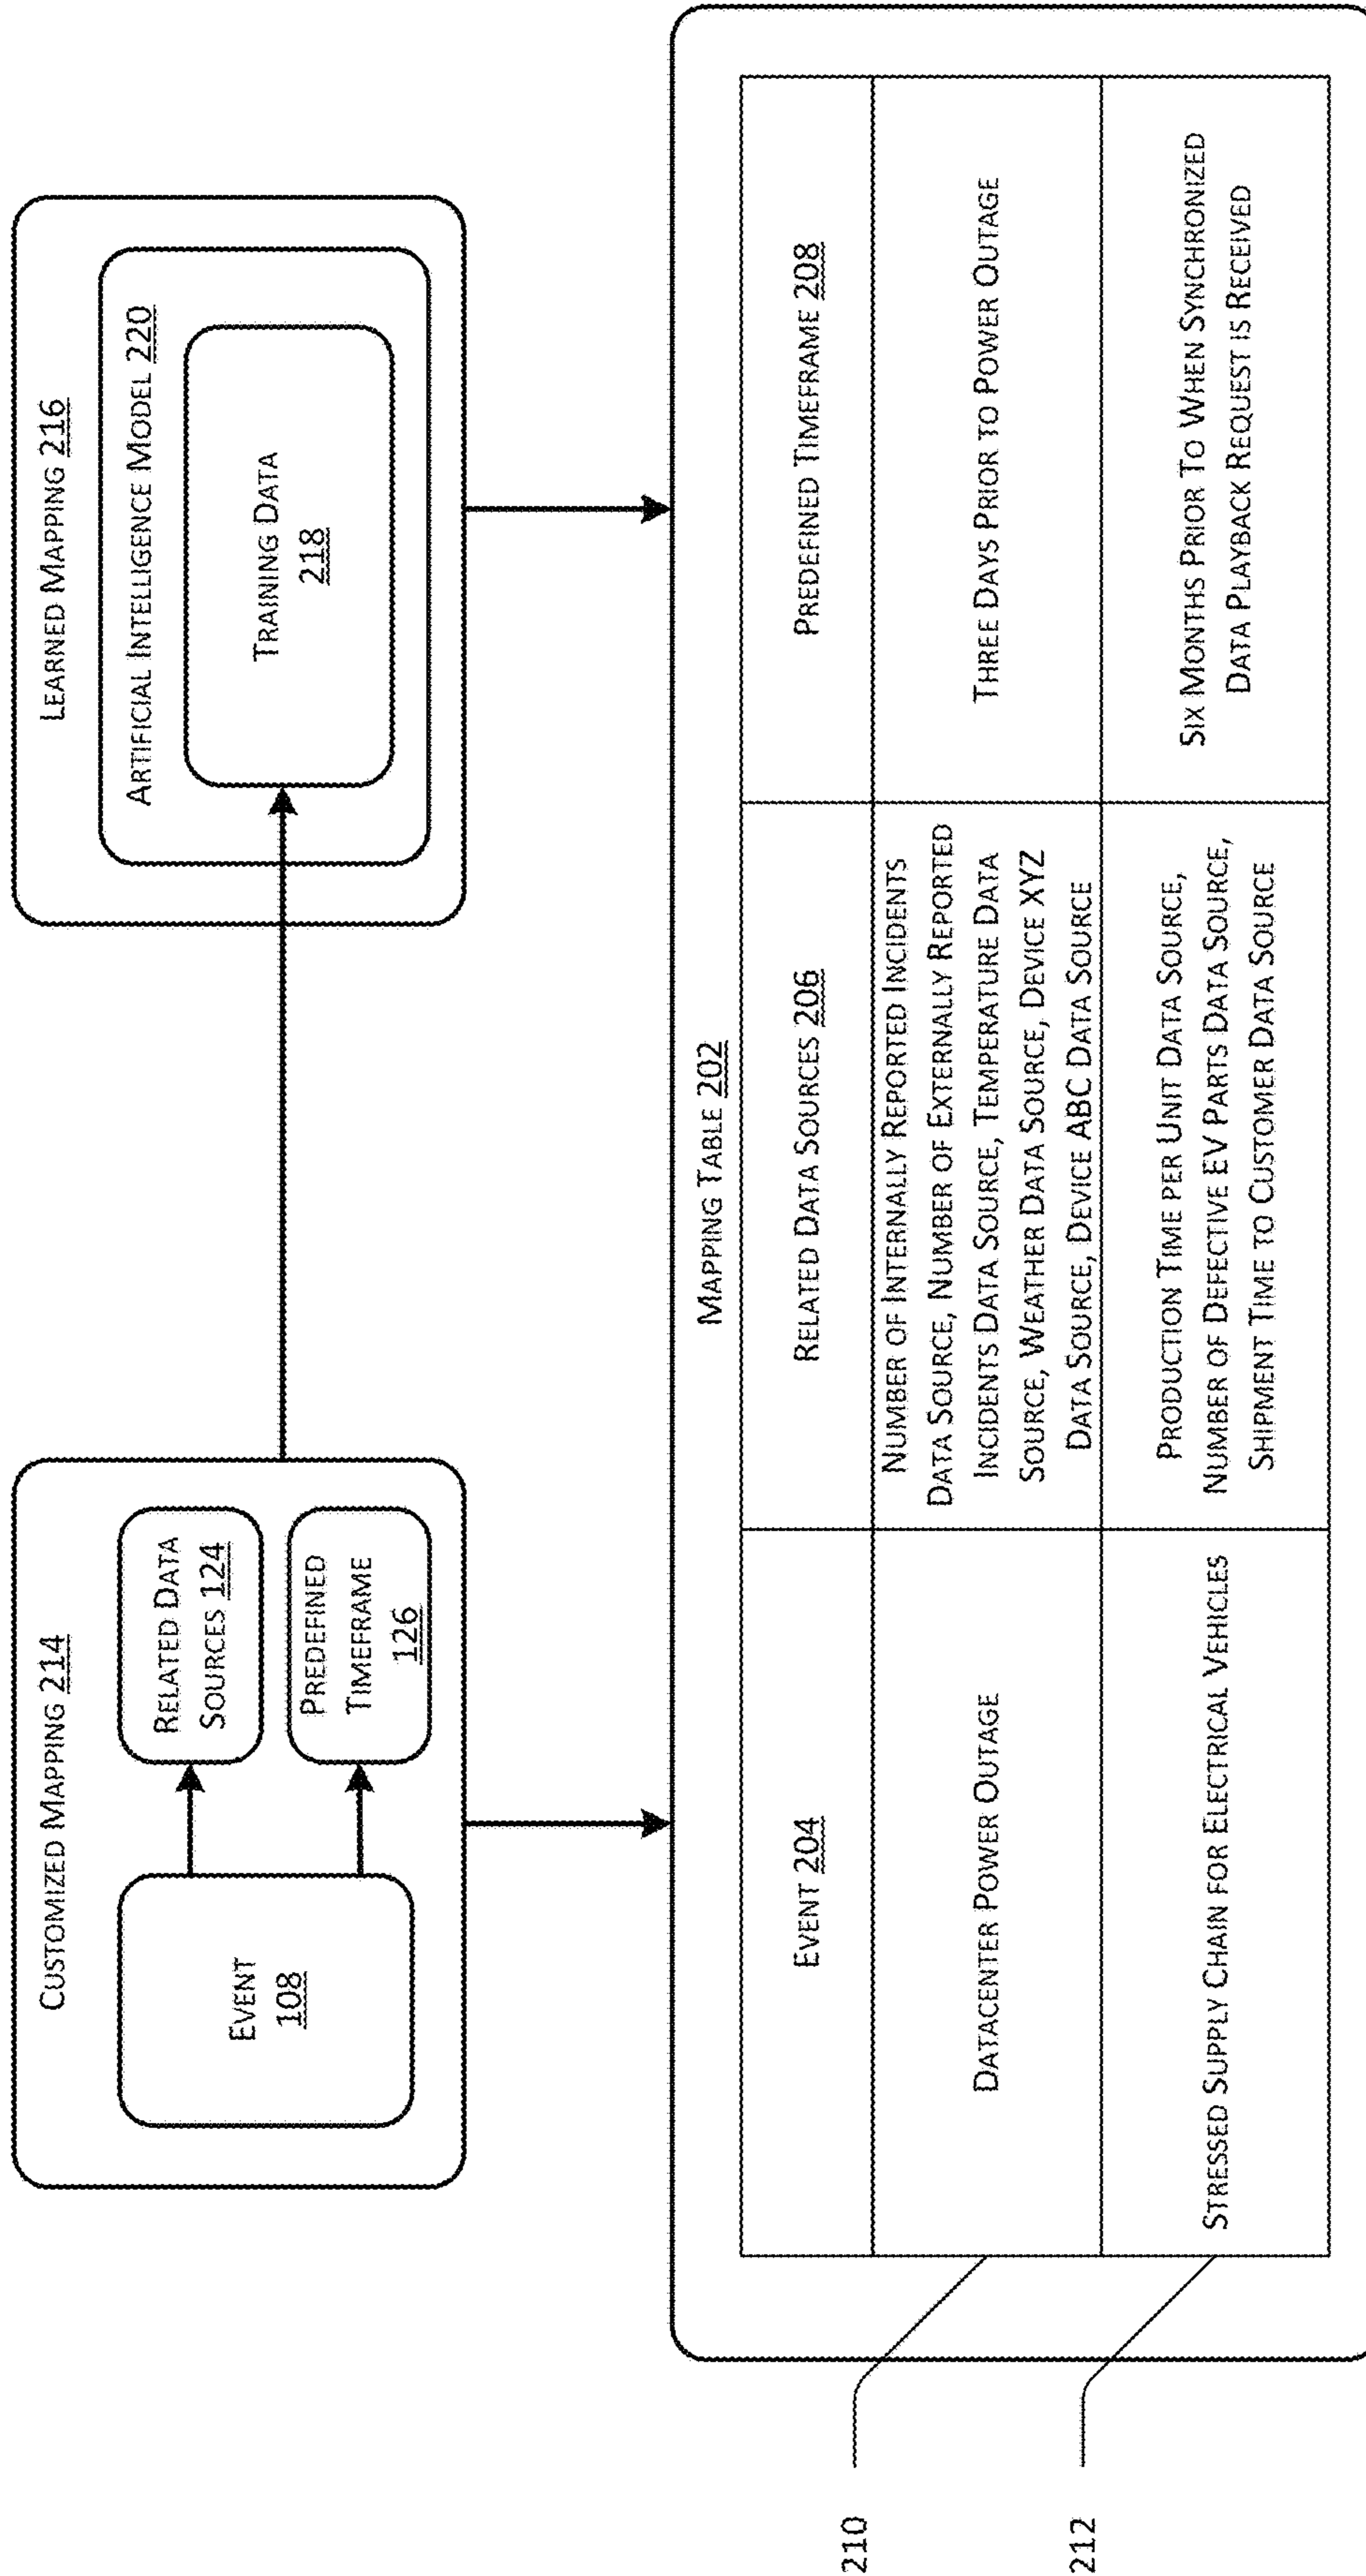 CUSTOMIZED MAPPING 214
EVENT
108
RELATED DATA
SOURCES 124
PREDEFINED
TIMEFRAME
126
LEARNED MAPPING 216
ARTIFICIAL INTELLIGENCE MODEL 220
TRAINING DATA
218
MAPPING TABLE 202
EVENT 204
RELATED DATA SOURCES 206
PREDEFINED TIMEFRAME 208
210
DATACENTER POWER OUTAGE
NUMBER OF INTERNALLY REPORTED INCIDENTS
DATA SOURCE, NUMBER OF EXTERNALLY REPORTED
INCIDENTS DATA SOURCE, TEMPERATURE DATA
SOURCE, WEATHER DATA SOURCE, DEVICE XYZ
DATA SOURCE, DEVICE ABC DATA SOURCE
THREE DAYS PRIOR TO POWER OUTAGE
212
STRESSED SUPPLY CHAIN FOR ELECTRICAL VEHICLES
PRODUCTION TIME PER UNIT DATA SOURCE,
NUMBER OF DEFECTIVE EV PARTS DATA SOURCE,
SHIPMENT TIME TO CUSTOMER DATA SOURCE
SIX MONTHS PRIOR TO WHEN SYNCHRONIZED
DATA PLAYBACK REQUEST IS RECEIVED